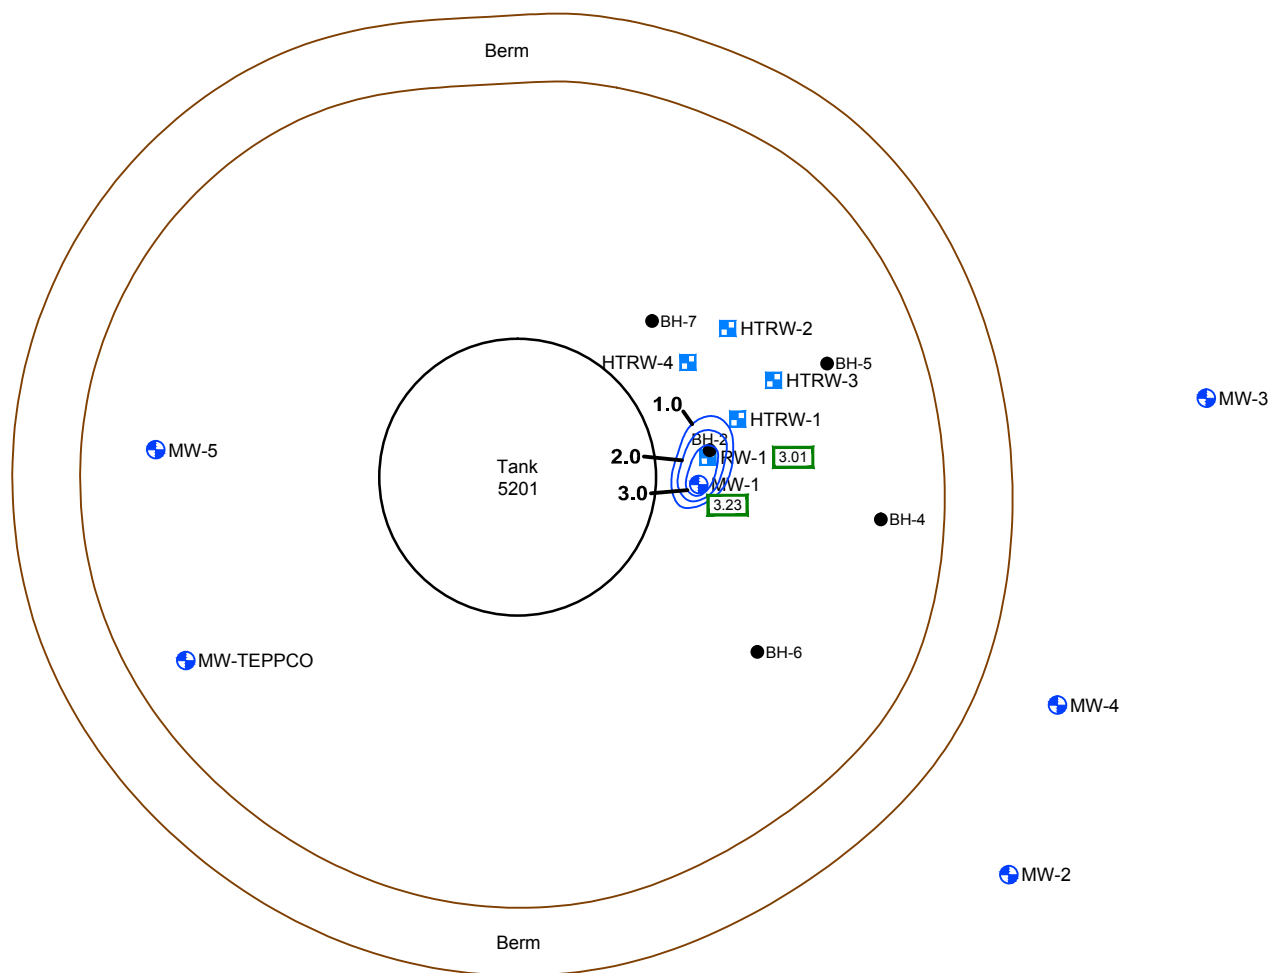 Berm
BH-7
HTRW-2
HTRW-4
BH-5
HTRW-3
MW-3
1.0
HTRW-1
BH-2
MW-5
2.0
RW-1
3.01
Tank
5201
3.0
MW-1
3.23
BH-4
BH-6
MW-TEPPCO
MW-4
MW-2
Berm